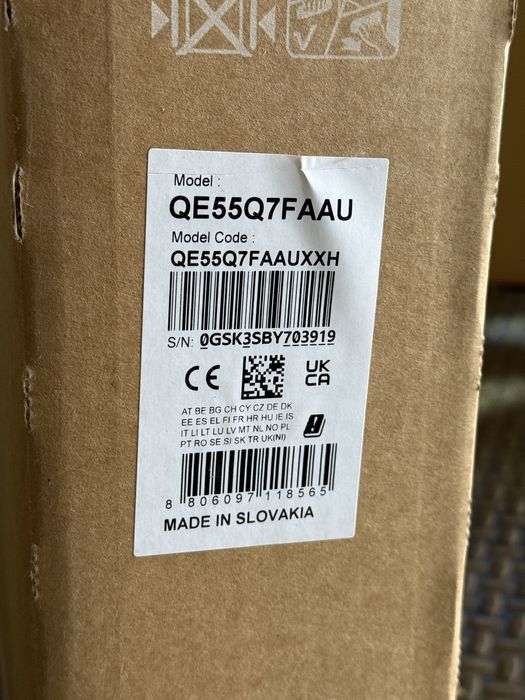 Model :
QE55Q7FAAU
Model Code :
QE55Q7FAAUXXH
S/N: 0GSK3SBY703919
CE UK CA
AT BE BG CH CY CZ DE DK
EE ES EL FI FR HR HU IE IS
IT LI LT LU LV MT NL NO PL
PT RO SE SI SK TR UK(NI)
8 806097 118565
MADE IN SLOVAKIA